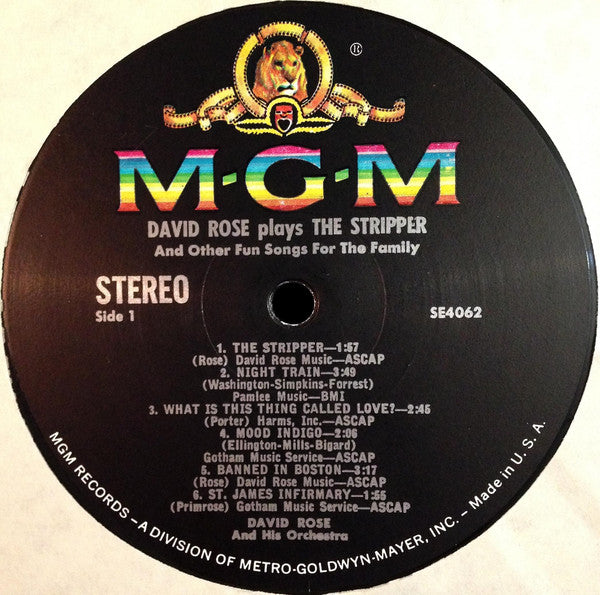 ®
M-G-M
DAVID ROSE plays THE STRIPPER
And Other Fun Songs For The Family
STEREO
Side 1
SE4062
1. THE STRIPPER—1:57
(Rose) David Rose Music—ASCAP
2. NIGHT TRAIN—3:49
(Washington-Simpkins-Forrest)
Pamlee Music—BMI
3. WHAT IS THIS THING CALLED LOVE?—2:45
(Porter) Harms, Inc.—ASCAP
4. MOOD INDIGO—2:06
(Ellington-Mills-Bigard)
Gotham Music Service—ASCAP
5. BANNED IN BOSTON—3:17
(Rose) David Rose Music—ASCAP
6. ST. JAMES INFIRMARY—1:55
(Primrose) Gotham Music Service—ASCAP
DAVID ROSE
And His Orchestra
MGM RECORDS – A DIVISION OF METRO-GOLDWYN-MAYER, INC. – Made in U. S. A.